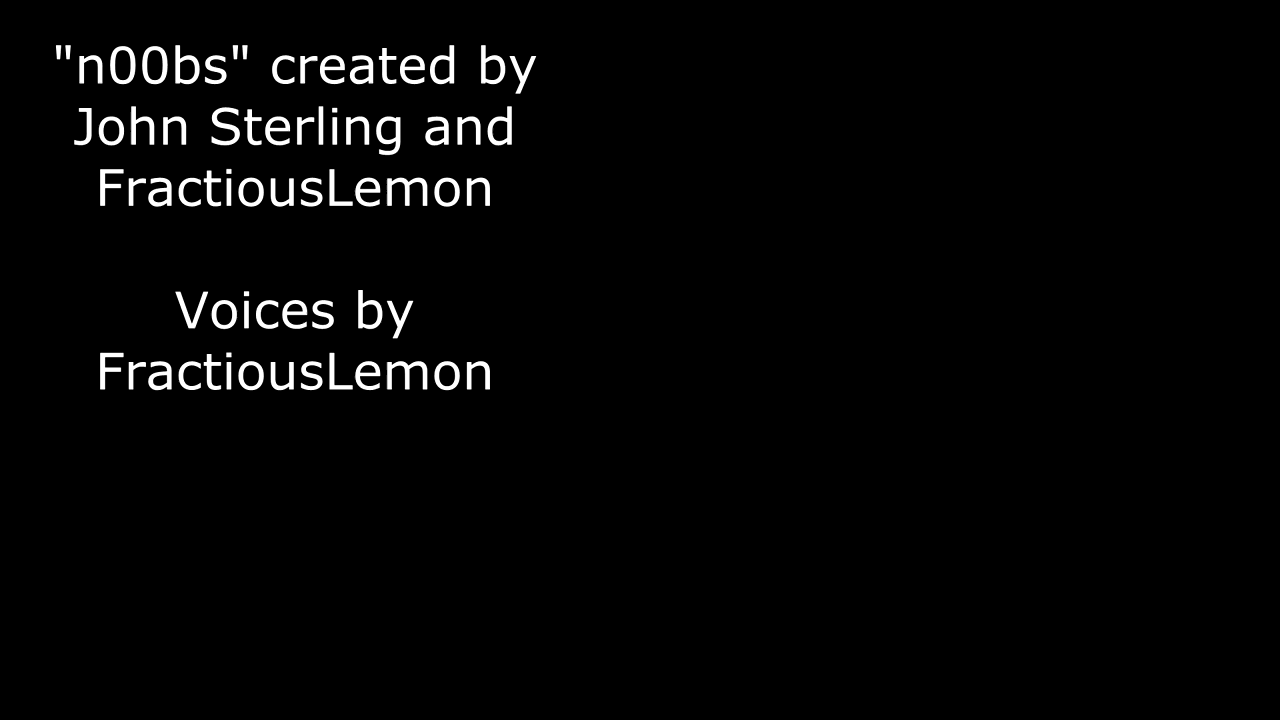 "n00bs" created by
John Sterling and
FractiousLemon
Voices by
FractiousLemon